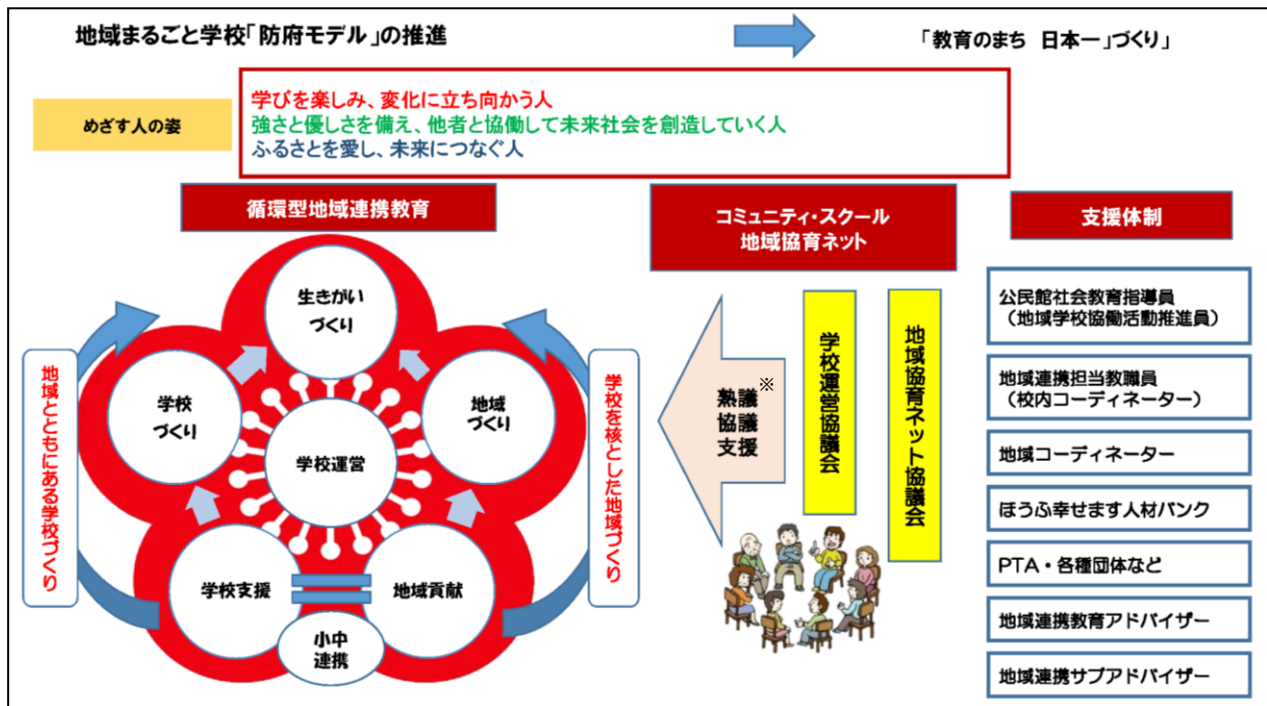 地域まるごと学校「防府モデル」の推進
「教育のまち 日本一」づくり」
めざす人の姿
学びを楽しみ、変化に立ち向かう人
強さと優しさを備え、他者と協働して未来社会を創造していく人
ふるさとを愛し、未来につなぐ人
循環型地域連携教育
生きがい
づくり
学校
づくり
地域
づくり
学校運営
学校支援
地域貢献
小中
連携
地域とともにある学校づくり
学校を核とした地域づくり
コミュニティ・スクール
地域協育ネット
熟議※
協議
支援
学校運営協議会
地域協育ネット協議会
支援体制
公民館社会教育指導員
（地域学校協働活動推進員）
地域連携担当教職員
（校内コーディネーター）
地域コーディネーター
ほうふ幸せます人材バンク
PTA・各種団体など
地域連携教育アドバイザー
地域連携サブアドバイザー